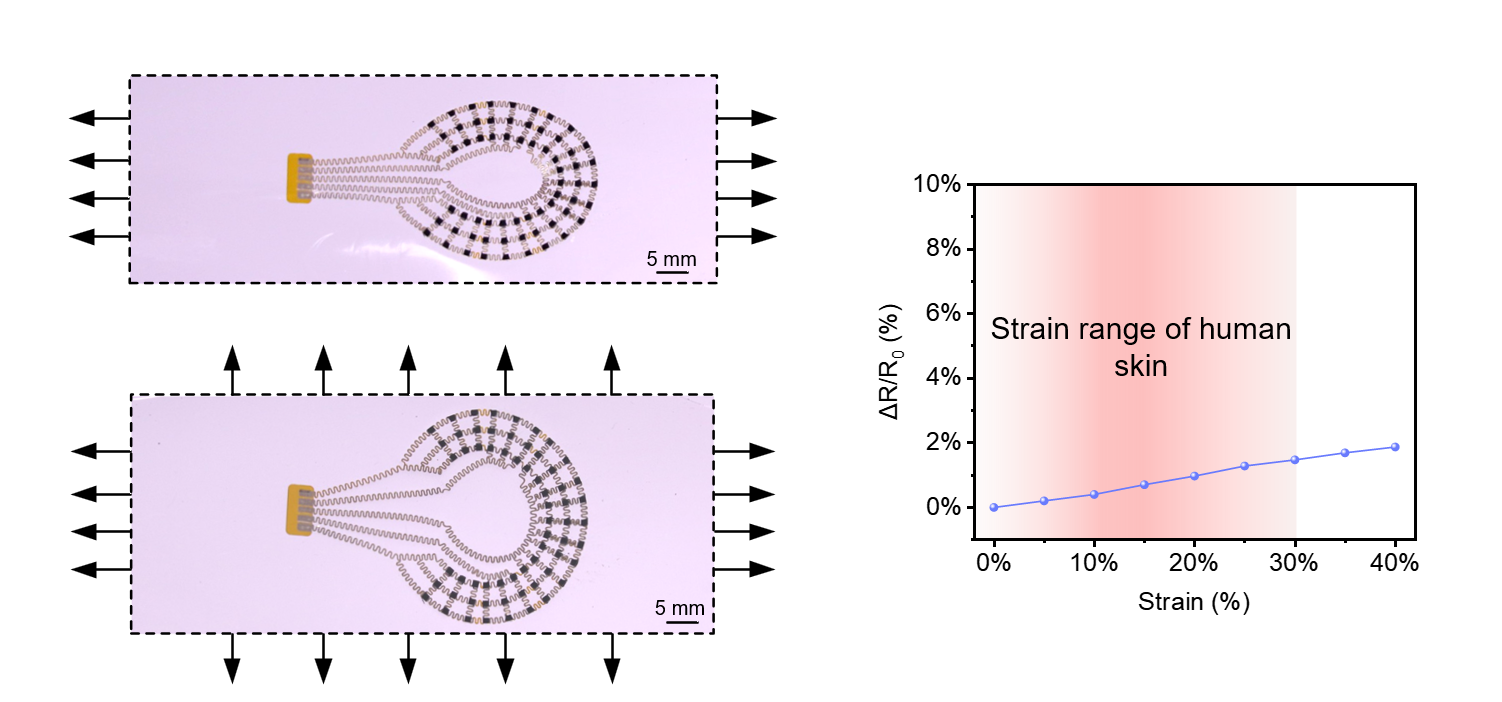 5 mm
5 mm
10%
8%
6%
4%
2%
0%
ΔR/R0 (%)
Strain range of human
skin
0% 10% 20% 30% 40%
Strain (%)